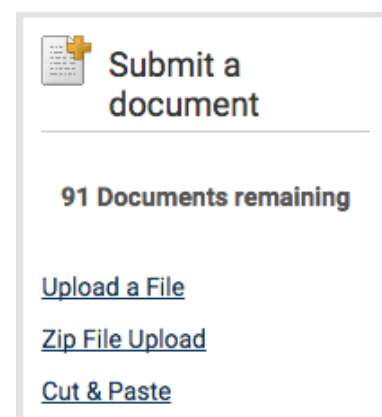 Submit a
document
91 Documents remaining
Upload a File
Zip File Upload
Cut & Paste